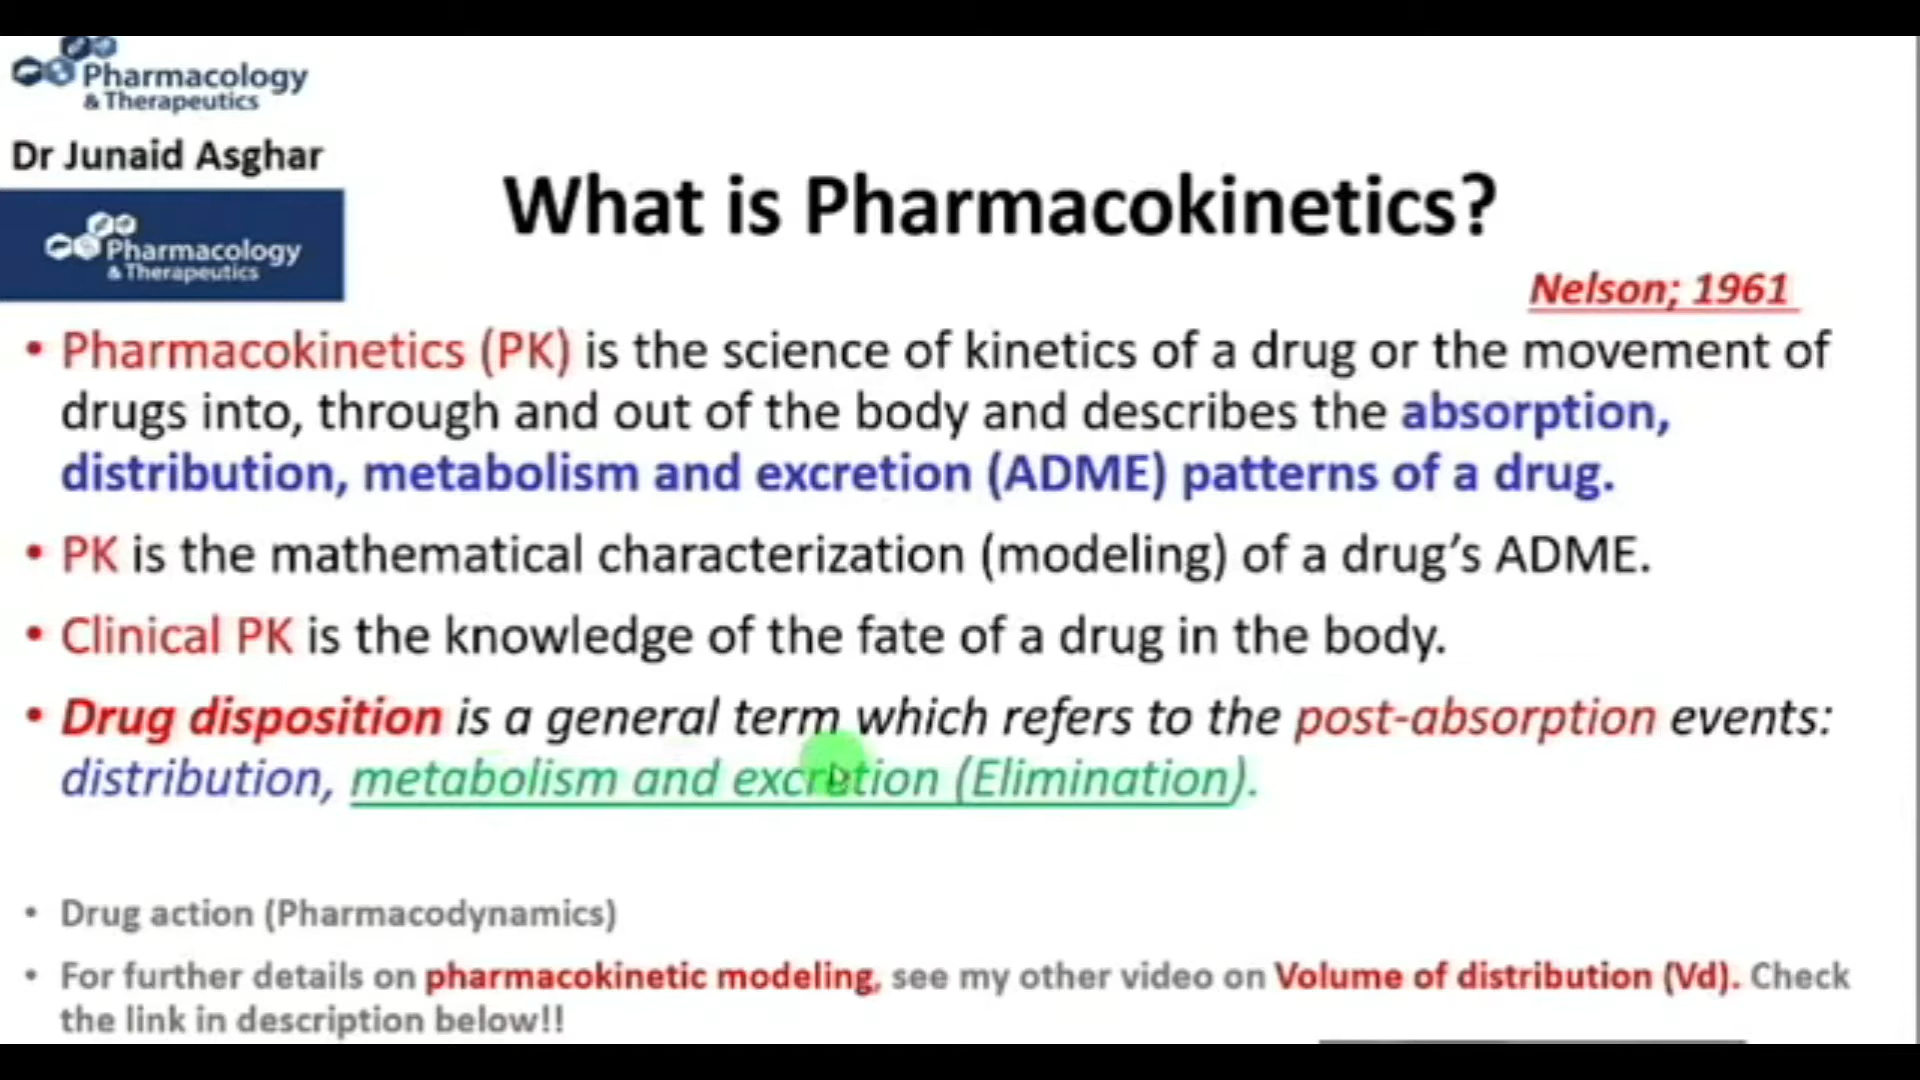 Pharmacology
& Therapeutics
Dr Junaid Asghar
Pharmacology
& Therapeutics
What is Pharmacokinetics?
Nelson; 1961
• Pharmacokinetics (PK) is the science of kinetics of a drug or the movement of
drugs into, through and out of the body and describes the absorption,
distribution, metabolism and excretion (ADME) patterns of a drug.
• PK is the mathematical characterization (modeling) of a drug's ADME.
• Clinical PK is the knowledge of the fate of a drug in the body.
• Drug disposition is a general term which refers to the post-absorption events:
distribution, metabolism and excretion (Elimination).
• Drug action (Pharmacodynamics)
• For further details on pharmacokinetic modeling, see my other video on Volume of distribution (Vd). Check
the link in description below!!